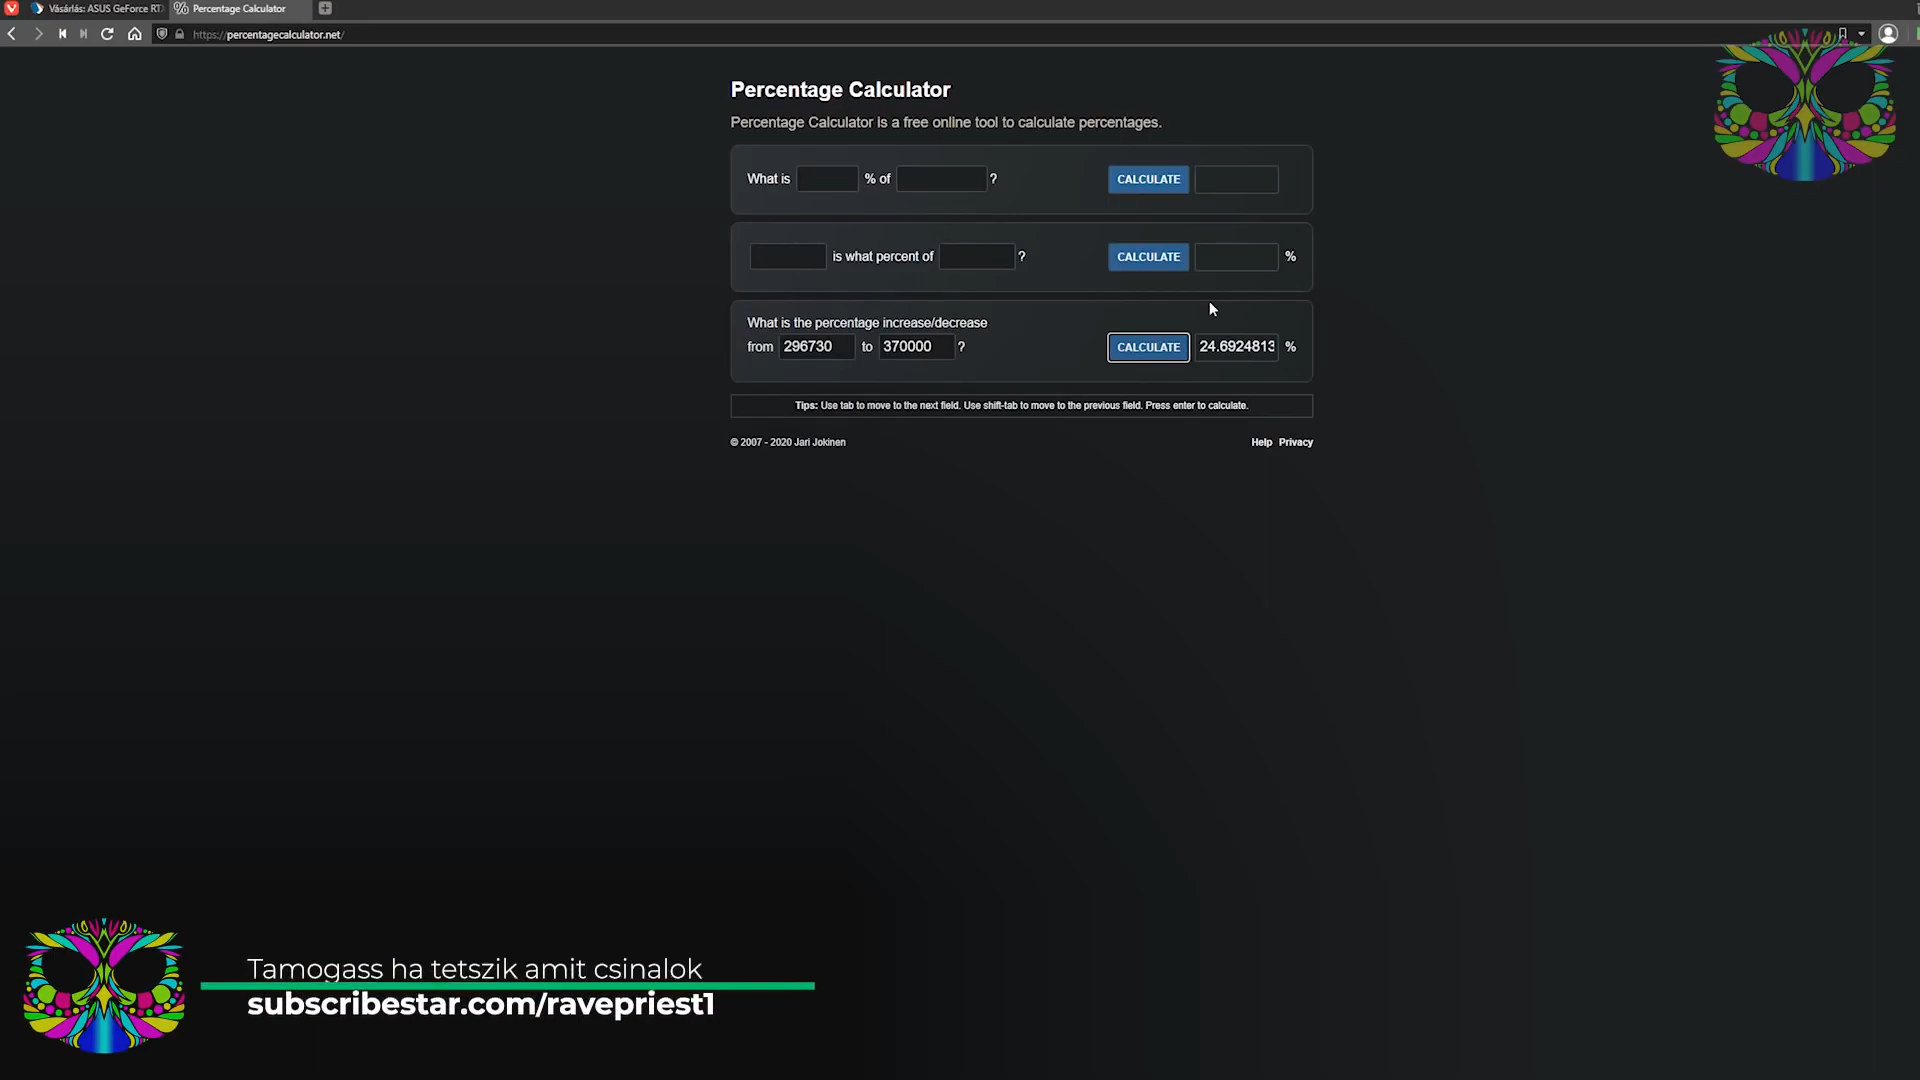 Vásárlás: ASUS GeForce RT
Percentage Calculator
https://percentagecalculator.net/
Percentage Calculator
Percentage Calculator is a free online tool to calculate percentages.
What is % of ? CALCULATE
is what percent of ? CALCULATE %
What is the percentage increase/decrease
from 296730 to 370000 ? CALCULATE 24.6924813 %
Tips: Use tab to move to the next field. Use shift-tab to move to the previous field. Press enter to calculate.
© 2007 - 2020 Jari Jokinen Help Privacy
Tamogass ha tetszik amit csinalok
subscribestar.com/ravepriest1